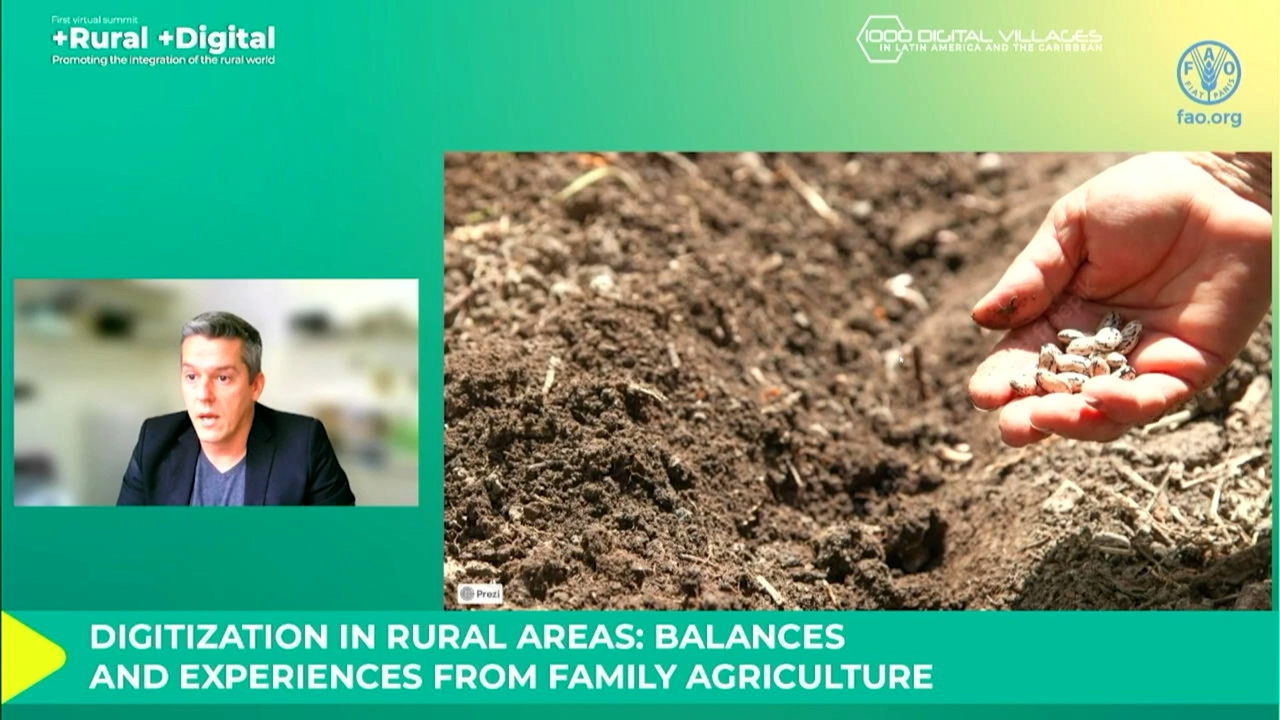 First virtual summit
+Rural +Digital
Promoting the integration of the rural world
1000 DIGITAL VILLAGES
IN LATIN AMERICA AND THE CARIBBEAN
F A O
FIAT PANIS
fao.org
Prezi
DIGITIZATION IN RURAL AREAS: BALANCES
AND EXPERIENCES FROM FAMILY AGRICULTURE